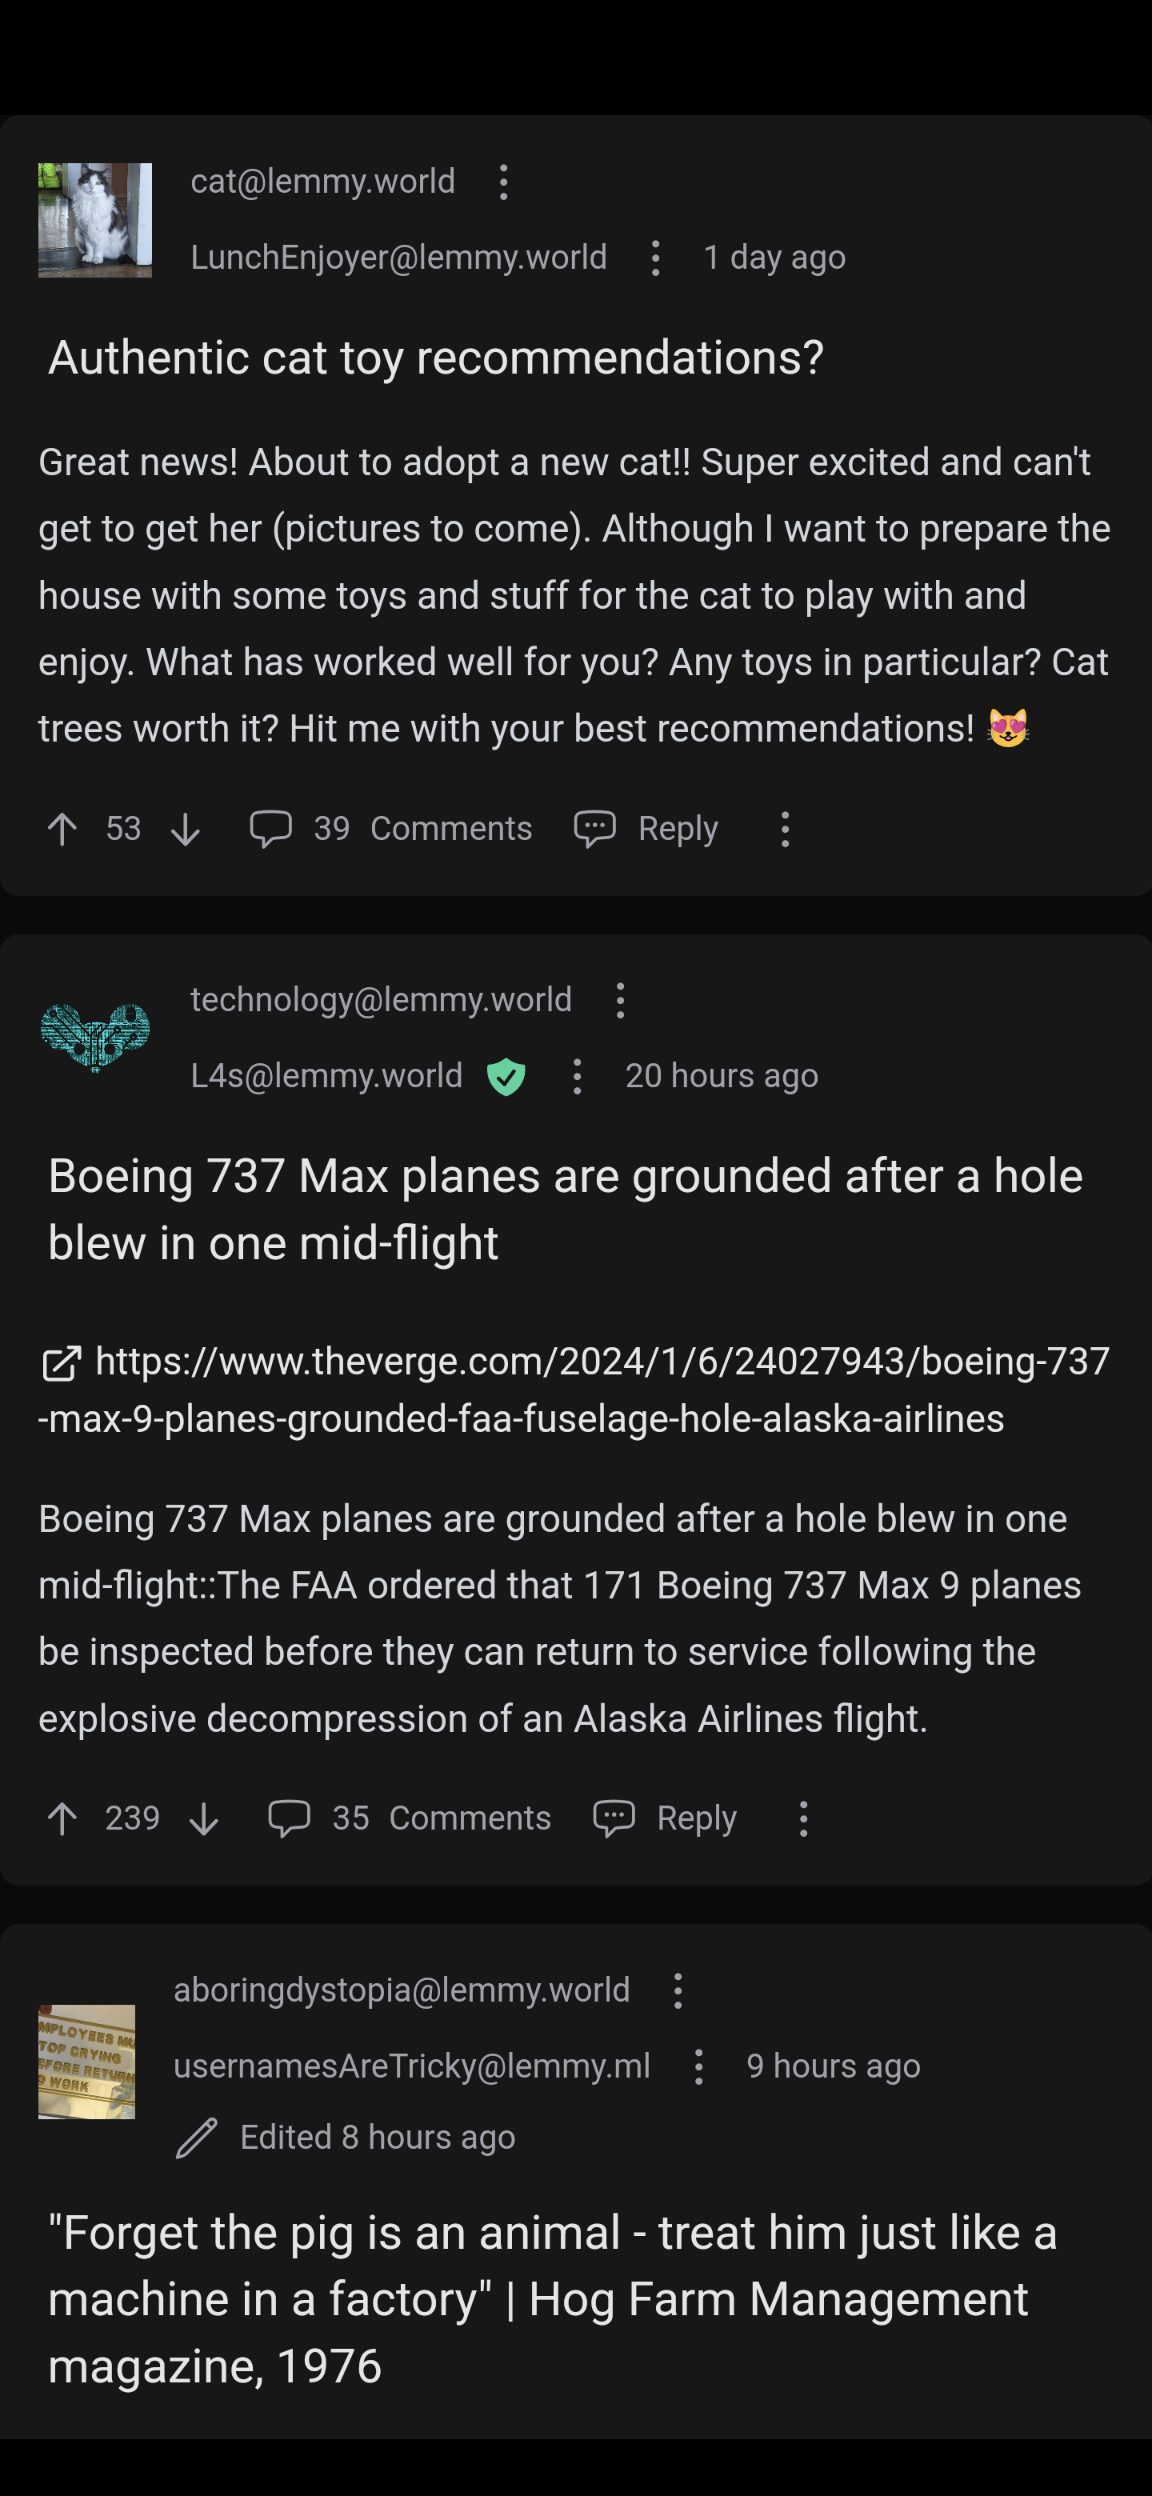 cat@lemmy.world
LunchEnjoyer@lemmy.world 1 day ago
Authentic cat toy recommendations?
Great news! About to adopt a new cat!! Super excited and can't
get to get her (pictures to come). Although I want to prepare the
house with some toys and stuff for the cat to play with and
enjoy. What has worked well for you? Any toys in particular? Cat
trees worth it? Hit me with your best recommendations! 😻
53 39 Comments Reply
technology@lemmy.world
L4s@lemmy.world 20 hours ago
Boeing 737 Max planes are grounded after a hole
blew in one mid-flight
https://www.theverge.com/2024/1/6/24027943/boeing-737
-max-9-planes-grounded-faa-fuselage-hole-alaska-airlines
Boeing 737 Max planes are grounded after a hole blew in one
mid-flight::The FAA ordered that 171 Boeing 737 Max 9 planes
be inspected before they can return to service following the
explosive decompression of an Alaska Airlines flight.
239 35 Comments Reply
aboringdystopia@lemmy.world
usernamesAreTricky@lemmy.ml 9 hours ago
Edited 8 hours ago
MPLOYEES MU
TOP CRYING
EFORE RETURN
O WORK
"Forget the pig is an animal - treat him just like a
machine in a factory" | Hog Farm Management
magazine, 1976